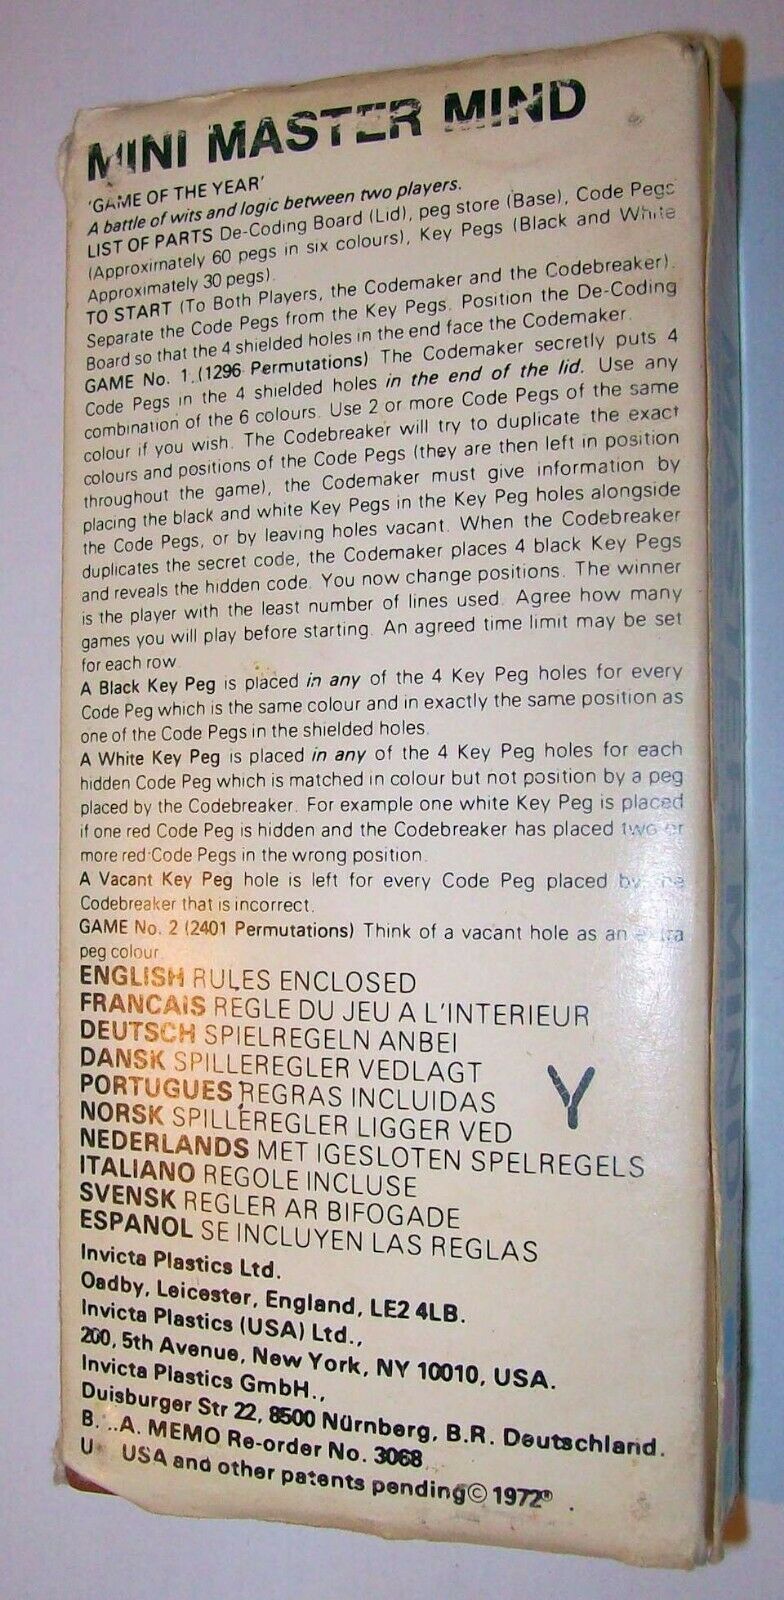 MINI MASTER MIND
'GAME OF THE YEAR'
A battle of wits and logic between two players.
LIST OF PARTS De-Coding Board (Lid), peg store (Base), Code Pegs
(Approximately 60 pegs in six colours), Key Pegs (Black and White
Approximately 30 pegs).
TO START (To Both Players, the Codemaker and the Codebreaker).
Separate the Code Pegs from the Key Pegs. Position the De-Coding
Board so that the 4 shielded holes in the end face the Codemaker.
GAME No. 1. (1296 Permutations) The Codemaker secretly puts 4
Code Pegs in the 4 shielded holes in the end of the lid. Use any
combination of the 6 colours. Use 2 or more Code Pegs of the same
colour if you wish. The Codebreaker will try to duplicate the exact
colours and positions of the Code Pegs (they are then left in position
throughout the game), the Codemaker must give information by
placing the black and white Key Pegs in the Key Peg holes alongside
the Code Pegs, or by leaving holes vacant. When the Codebreaker
duplicates the secret code, the Codemaker places 4 black Key Pegs
and reveals the hidden code. You now change positions. The winner
is the player with the least number of lines used. Agree how many
games you will play before starting. An agreed time limit may be set
for each row.
A Black Key Peg is placed in any of the 4 Key Peg holes for every
Code Peg which is the same colour and in exactly the same position as
one of the Code Pegs in the shielded holes.
A White Key Peg is placed in any of the 4 Key Peg holes for each
hidden Code Peg which is matched in colour but not position by a peg
placed by the Codebreaker. For example one white Key Peg is placed
if one red Code Peg is hidden and the Codebreaker has placed two or
more red Code Pegs in the wrong position.
A Vacant Key Peg hole is left for every Code Peg placed by the
Codebreaker that is incorrect.
GAME No. 2 (2401 Permutations) Think of a vacant hole as an extra
peg colour.
ENGLISH RULES ENCLOSED
FRANCAIS REGLE DU JEU A L'INTERIEUR
DEUTSCH SPIELREGELN ANBEI
DANSK SPILLEREGLER VEDLAGT
PORTUGUES REGRAS INCLUIDAS
NORSK SPILLEREGLER LIGGER VED
NEDERLANDS MET IGESLOTEN SPELREGELS
ITALIANO REGOLE INCLUSE
SVENSK REGLER AR BIFOGADE
ESPANOL SE INCLUYEN LAS REGLAS
Y
Invicta Plastics Ltd.
Oadby, Leicester, England, LE2 4LB.
Invicta Plastics (USA) Ltd.,
200, 5th Avenue, New York, NY 10010, USA.
Invicta Plastics GmbH.,
Duisburger Str 22, 8500 Nürnberg, B.R. Deutschland.
A. MEMO Re-order No. 3068
USA and other patents pending © 1972®
MIND